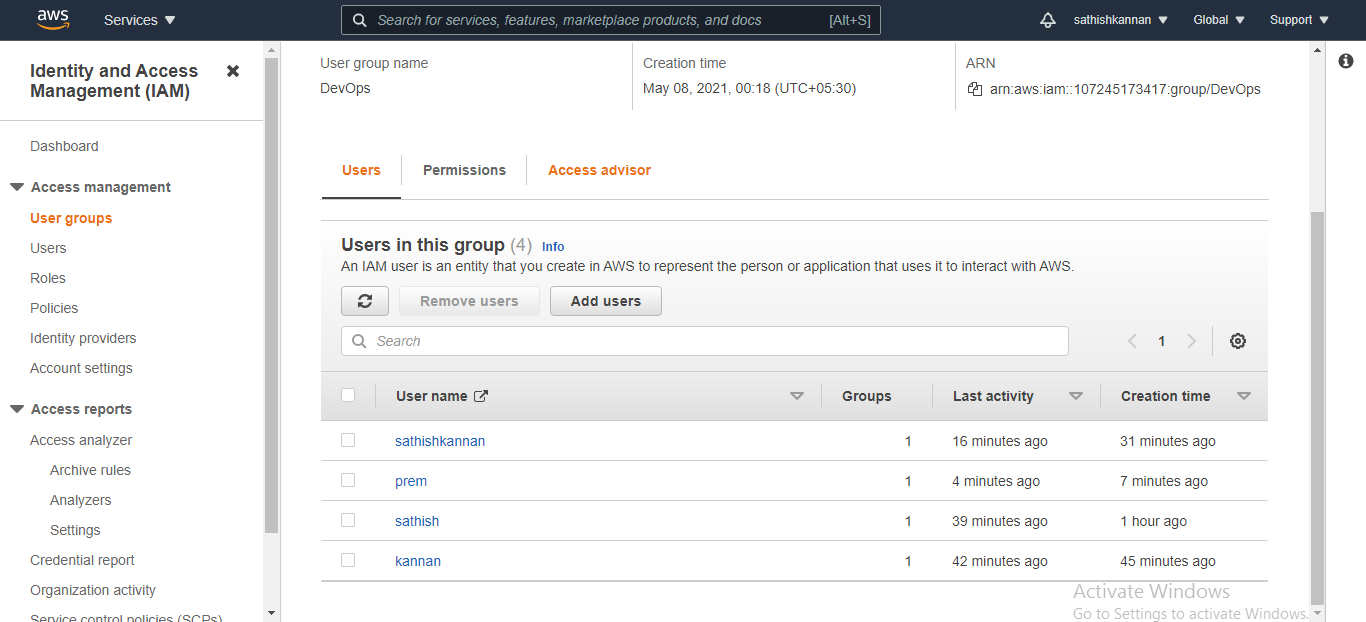 aws Services Search for services, features, marketplace products, and docs [Alt+S] sathishkannan Global Support
Identity and Access
Management (IAM)
Dashboard
Access management
User groups
Users
Roles
Policies
Identity providers
Account settings
Access reports
Access analyzer
Archive rules
Analyzers
Settings
Credential report
Organization activity
Service control policies (SCPs)
User group name Creation time ARN
DevOps May 08, 2021, 00:18 (UTC+05:30) arn:aws:iam::107245173417:group/DevOps
Users Permissions Access advisor
Users in this group (4) Info
An IAM user is an entity that you create in AWS to represent the person or application that uses it to interact with AWS.
Remove users Add users
Search 1
User name Groups Last activity Creation time
sathishkannan 1 16 minutes ago 31 minutes ago
prem 1 4 minutes ago 7 minutes ago
sathish 1 39 minutes ago 1 hour ago
kannan 1 42 minutes ago 45 minutes ago
Activate Windows
Go to Settings to activate Windows.